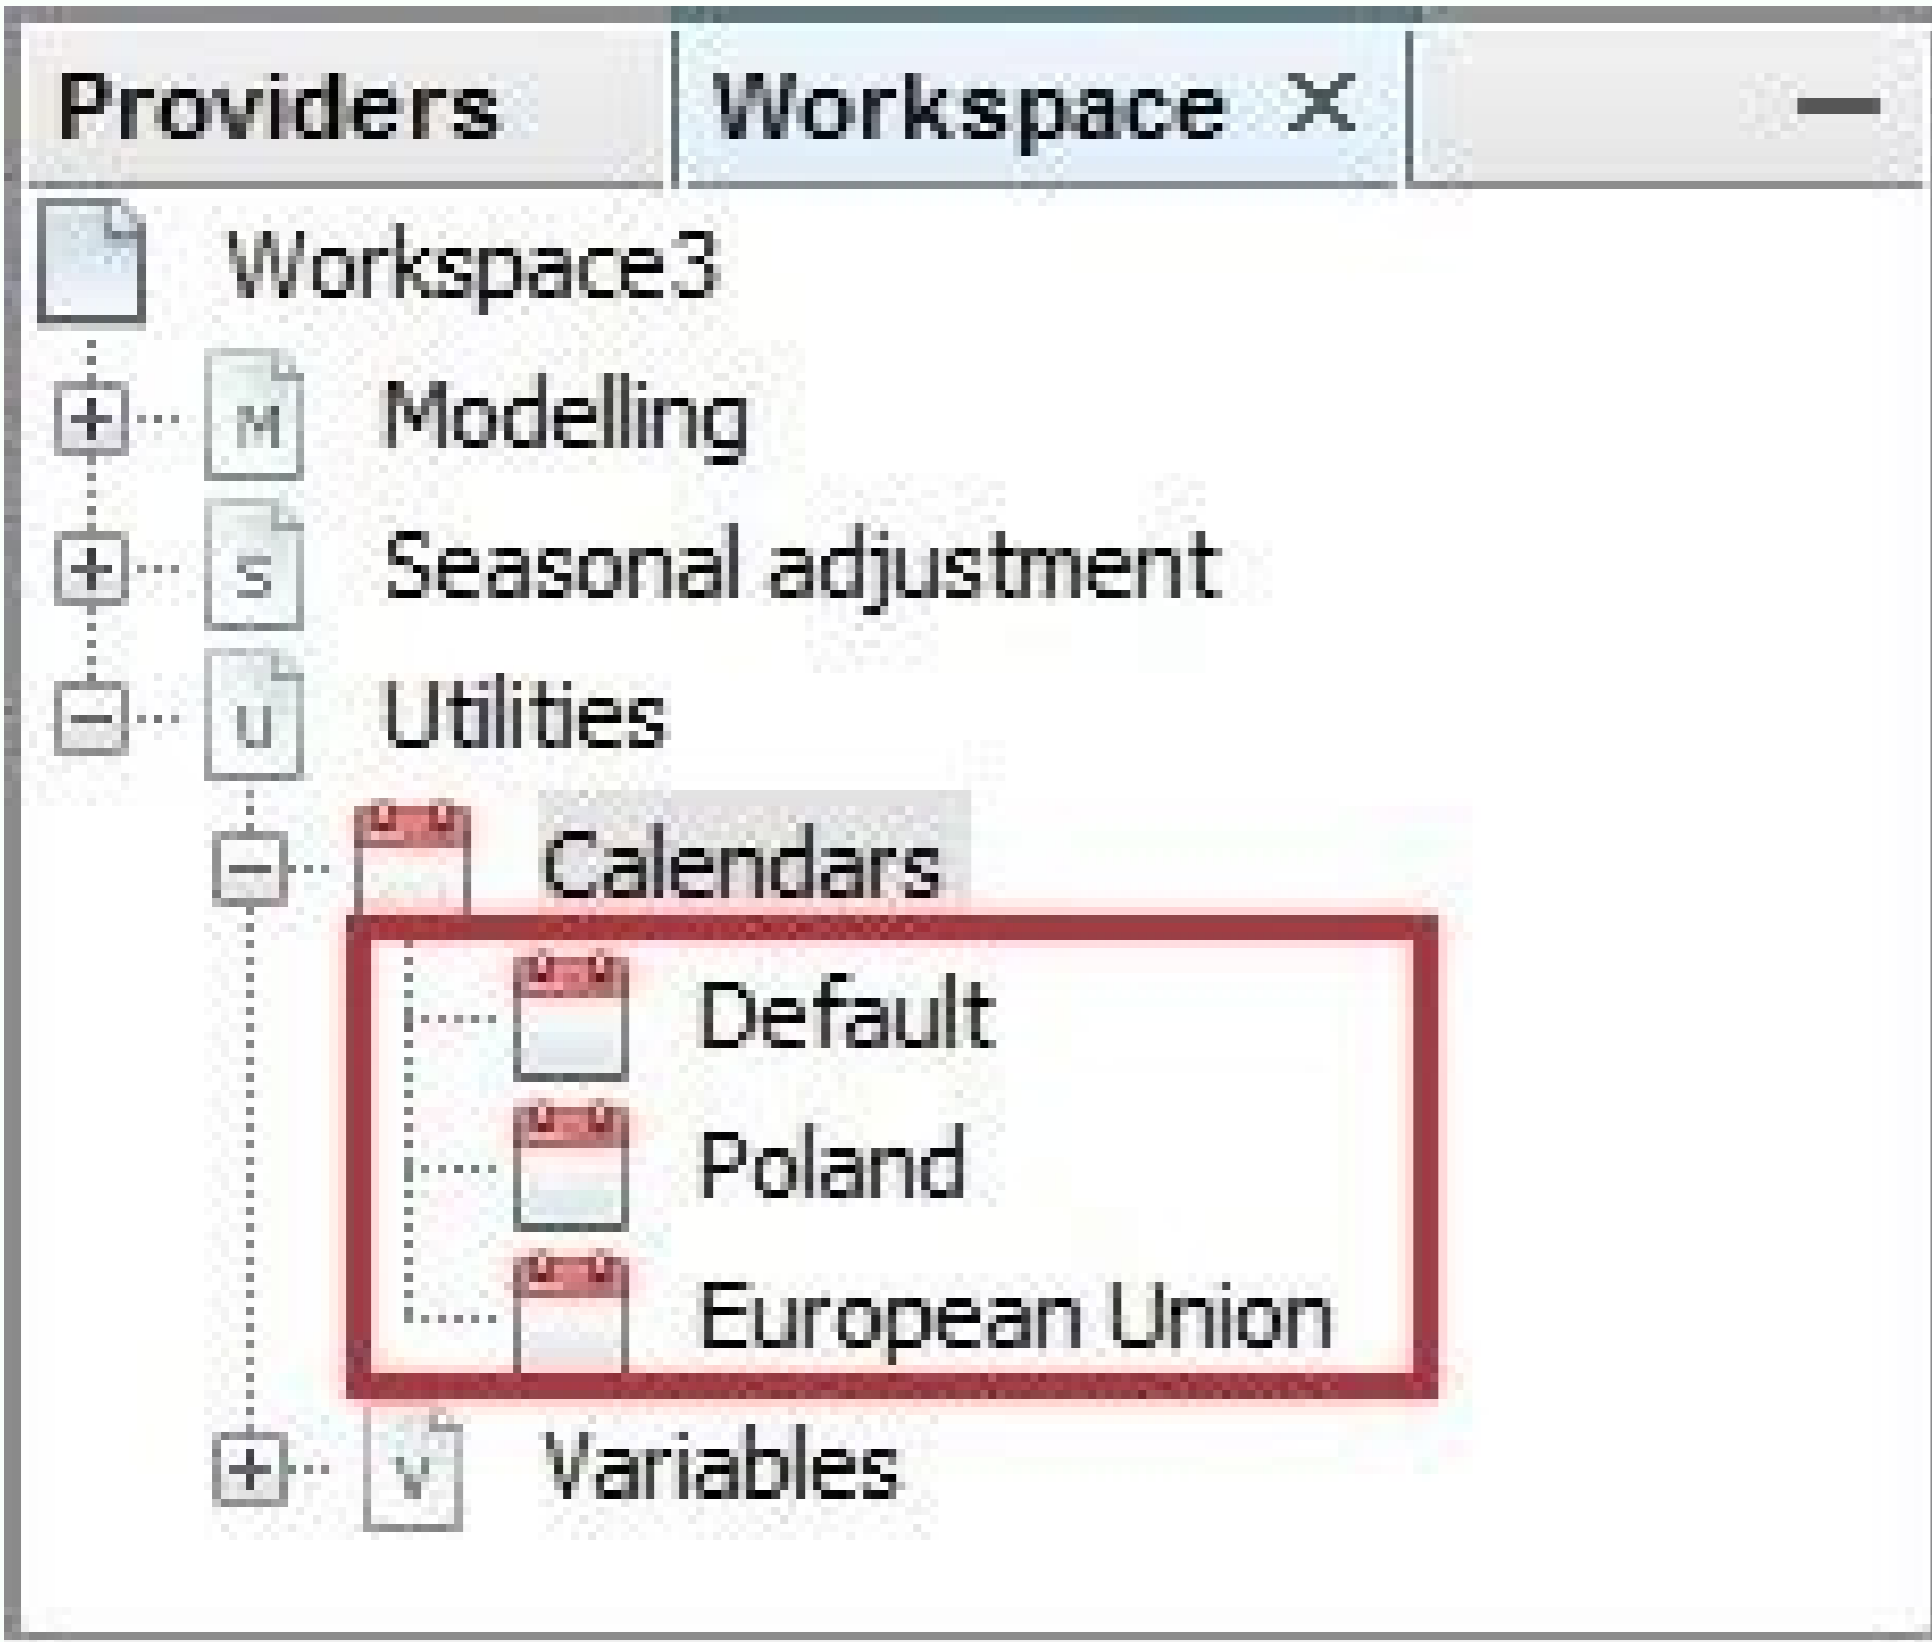 Providers Workspace
Workspace3
M Modelling
S Seasonal adjustment
U Utilities
Calendars
Default
Poland
European Union
V Variables